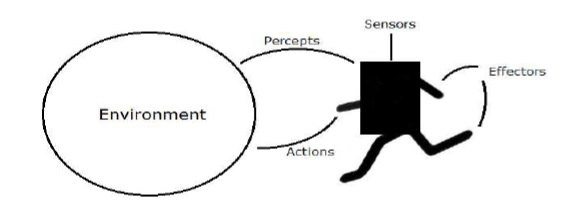 Sensors
Percepts
Effectors
Environment
Actions